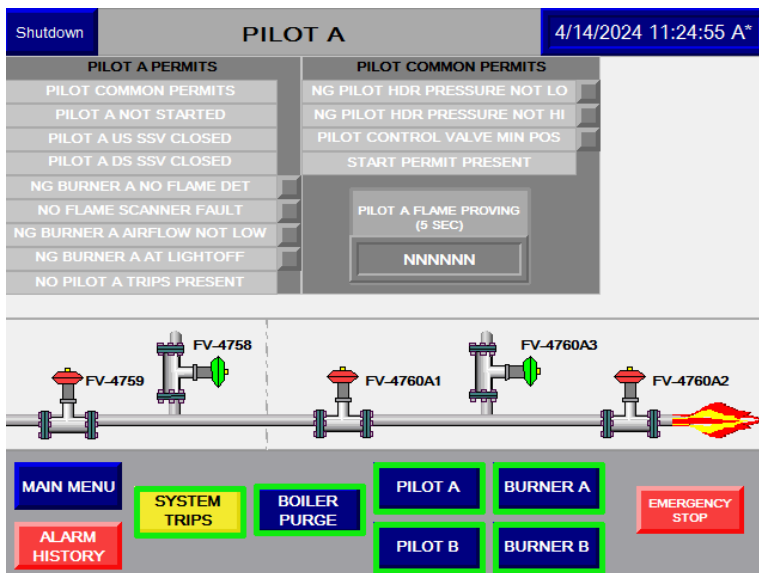 Shutdown
PILOT A
4/14/2024 11:24:55 A*
PILOT A PERMITS
PILOT COMMON PERMITS
PILOT A NOT STARTED
PILOT A US SSV CLOSED
PILOT A DS SSV CLOSED
NG BURNER A NO FLAME DET
NO FLAME SCANNER FAULT
NG BURNER A AIRFLOW NOT LOW
NG BURNER A AT LIGHTOFF
NO PILOT A TRIPS PRESENT
PILOT COMMON PERMITS
NG PILOT HDR PRESSURE NOT LO
NG PILOT HDR PRESSURE NOT HI
PILOT CONTROL VALVE MIN POS
START PERMIT PRESENT
PILOT A FLAME PROVING
(5 SEC)
NNNNNN
FV-4758
FV-4759
FV-4760A3
FV-4760A1
FV-4760A2
MAIN MENU
ALARM
HISTORY
SYSTEM
TRIPS
BOILER
PURGE
PILOT A
BURNER A
PILOT B
BURNER B
EMERGENCY
STOP